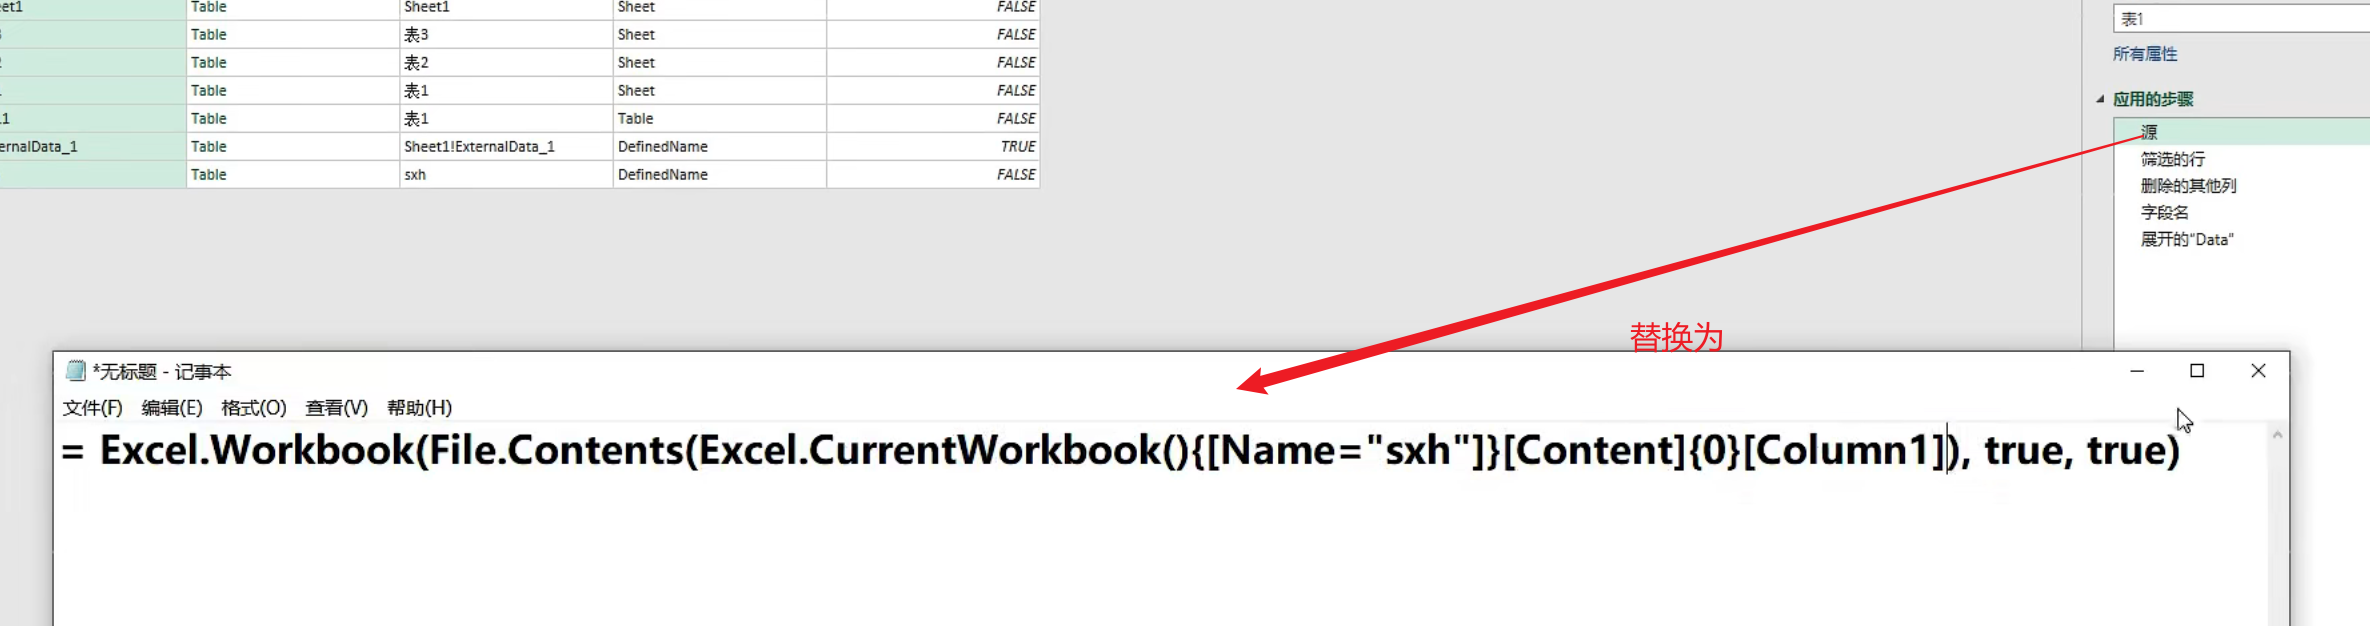 et1 Table Sheet1 Sheet FALSE
Table 表3 Sheet FALSE
Table 表2 Sheet FALSE
Table 表1 Sheet FALSE
1 Table 表1 Table FALSE
ernalData_1 Table Sheet1!ExternalData_1 DefinedName TRUE
Table sxh DefinedName FALSE
表1
所有属性
应用的步骤
源
筛选的行
删除的其他列
字段名
展开的"Data"
替换为
*无标题 - 记事本
文件(F) 编辑(E) 格式(O) 查看(V) 帮助(H)
= Excel.Workbook(File.Contents(Excel.CurrentWorkbook(){[Name="sxh"]}[Content]{0}[Column1]), true, true)